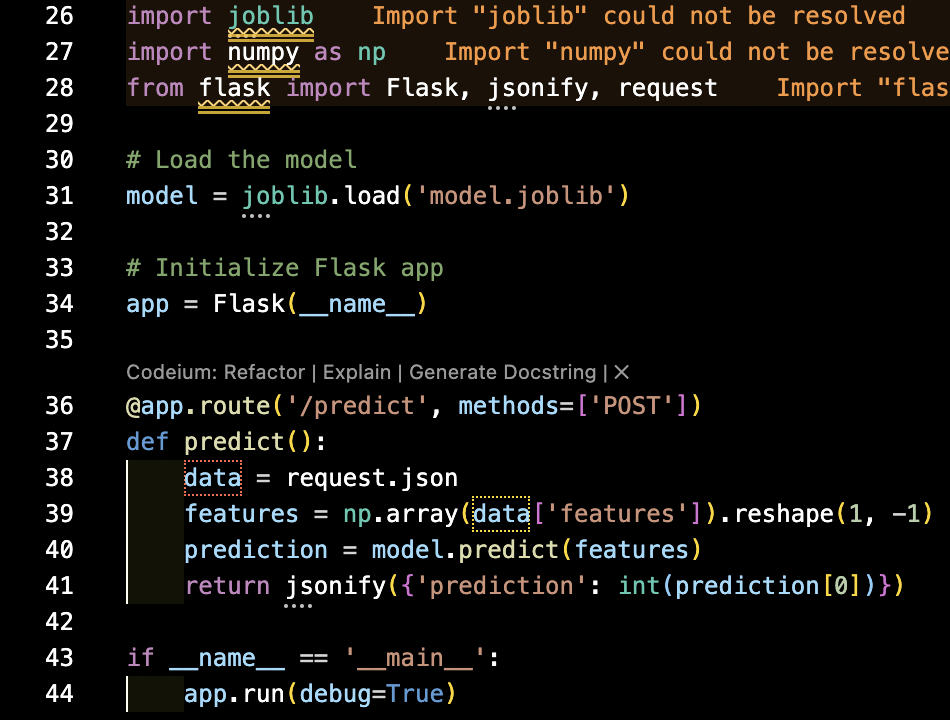 26 import joblib Import "joblib" could not be resolved
27 import numpy as np Import "numpy" could not be resolve
28 from flask import Flask, jsonify, request Import "flas
29
30 # Load the model
31 model = joblib.load('model.joblib')
32
33 # Initialize Flask app
34 app = Flask(__name__)
35
Codeium: Refactor | Explain | Generate Docstring | ✕
36 @app.route('/predict', methods=['POST'])
37 def predict():
38 data = request.json
39 features = np.array(data['features']).reshape(1, -1)
40 prediction = model.predict(features)
41 return jsonify({'prediction': int(prediction[0])})
42
43 if __name__ == '__main__':
44 app.run(debug=True)